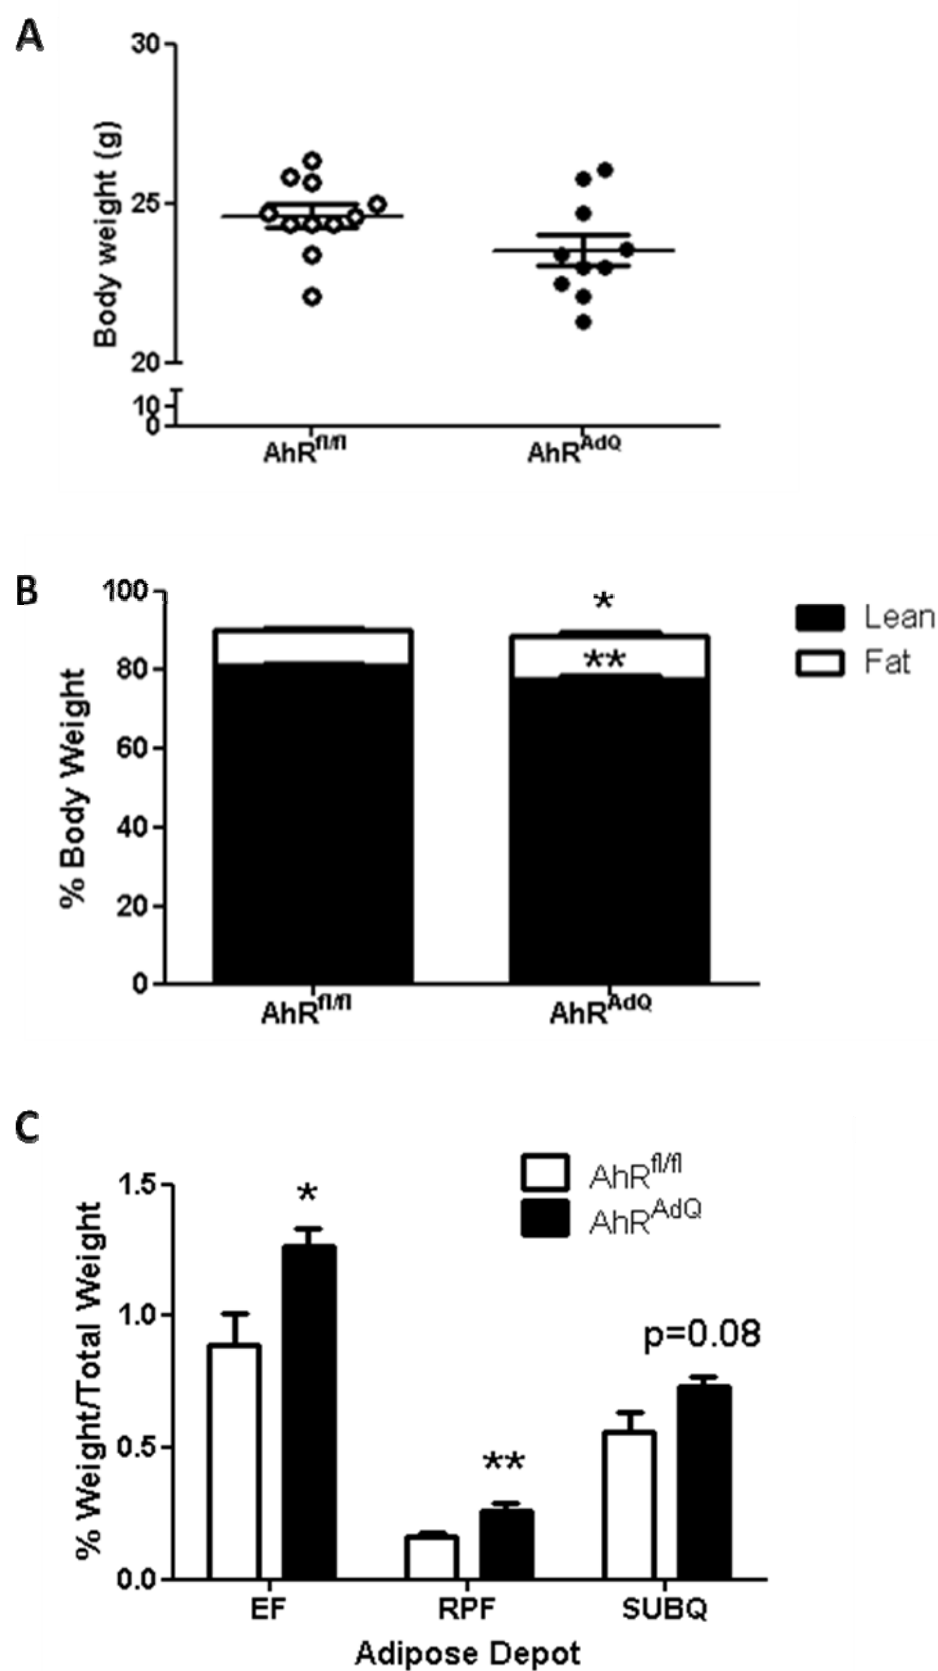 A
30
25
20
10
0
Body weight (g)
AhR^fl/fl
AhR^AdQ
B
100
80
60
40
20
0
% Body Weight
*
**
Lean
Fat
AhR^fl/fl
AhR^AdQ
C
1.5
1.0
0.5
0.0
% Weight/Total Weight
AhR^fl/fl
AhR^AdQ
*
**
p=0.08
EF
RPF
SUBQ
Adipose Depot